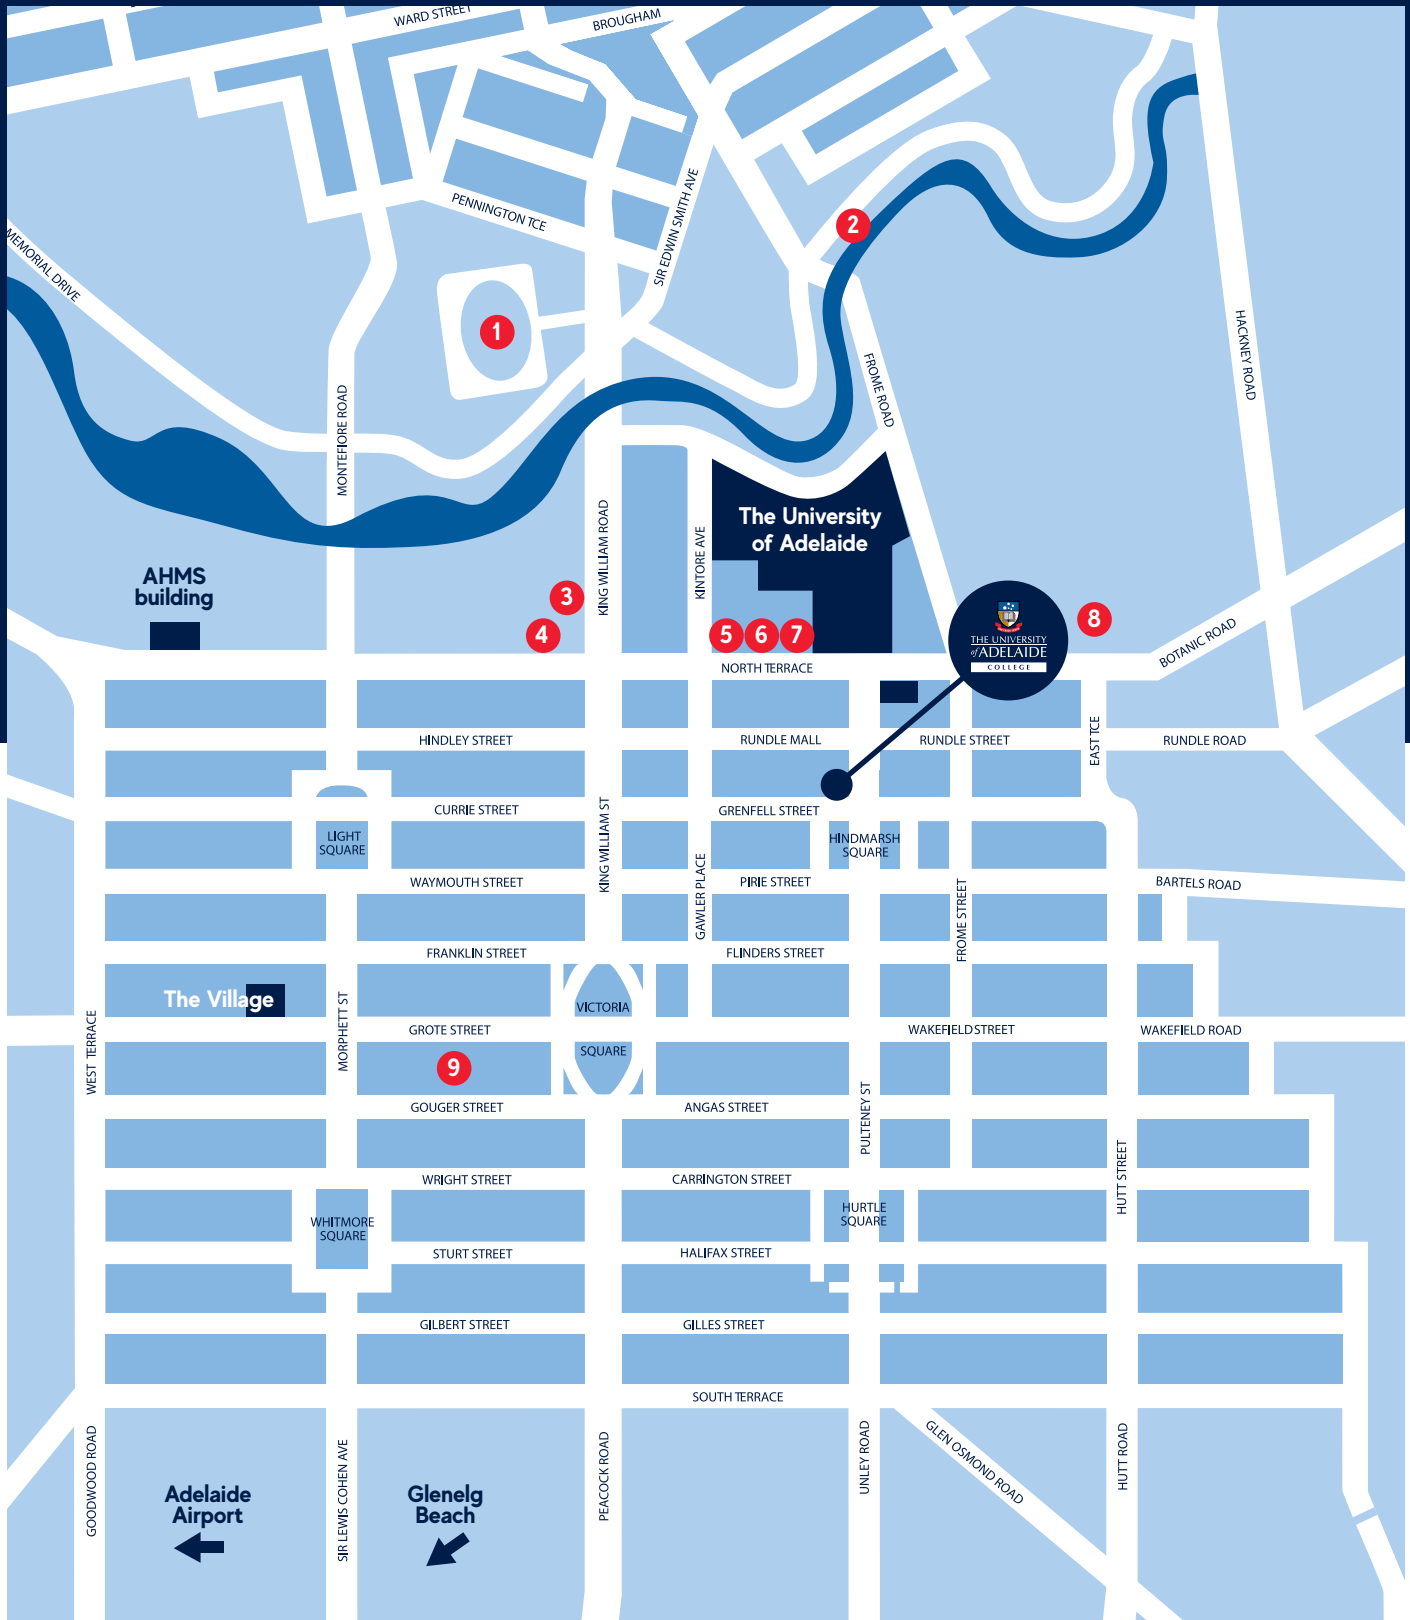 WARD STREET
BROUGHAM
PENNINGTON TCE
SIR EDWIN SMITH AVE
MEMORIAL DRIVE
1
2
MONTEFIORE ROAD
FROME ROAD
HACKNEY ROAD
KING WILLIAM ROAD
KINTORE AVE
The University
of Adelaide
AHMS
building
3
4
5
6
7
8
THE UNIVERSITY
of ADELAIDE
COLLEGE
NORTH TERRACE
BOTANIC ROAD
HINDLEY STREET
RUNDLE MALL
RUNDLE STREET
EAST TCE
RUNDLE ROAD
CURRIE STREET
GRENFELL STREET
LIGHT
SQUARE
KING WILLIAM ST
HINDMARSH
SQUARE
WAYMOUTH STREET
GAWLER PLACE
PIRIE STREET
FROME STREET
BARTELS ROAD
FRANKLIN STREET
FLINDERS STREET
The Village
VICTORIA
SQUARE
WEST TERRACE
MORPHETT ST
GROTE STREET
WAKEFIELD STREET
WAKEFIELD ROAD
9
GOUGER STREET
ANGAS STREET
PULTENEY ST
WRIGHT STREET
CARRINGTON STREET
HUTT STREET
WHITMORE
SQUARE
HURTLE
SQUARE
STURT STREET
HALIFAX STREET
GILBERT STREET
GILLES STREET
SOUTH TERRACE
GOODWOOD ROAD
SIR LEWIS COHEN AVE
PEACOCK ROAD
UNLEY ROAD
GLEN OSMOND ROAD
HUTT ROAD
Adelaide
Airport
Glenelg
Beach